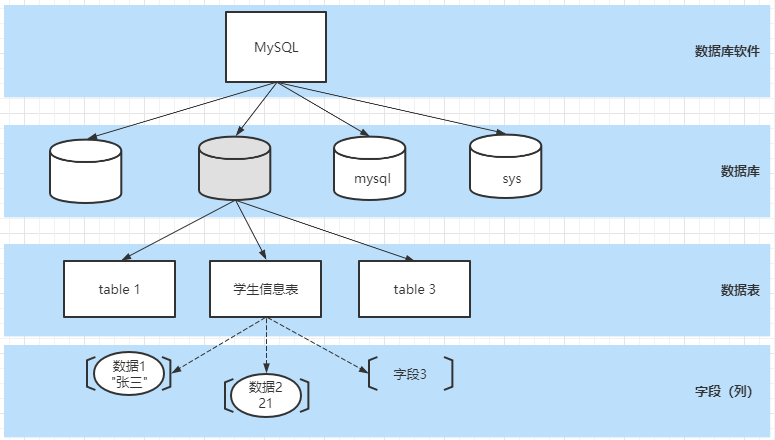 MySQL
数据库软件
mysql
sys
数据库
table 1
学生信息表
table 3
数据表
数据1
"张三"
数据2
21
字段3
字段（列）